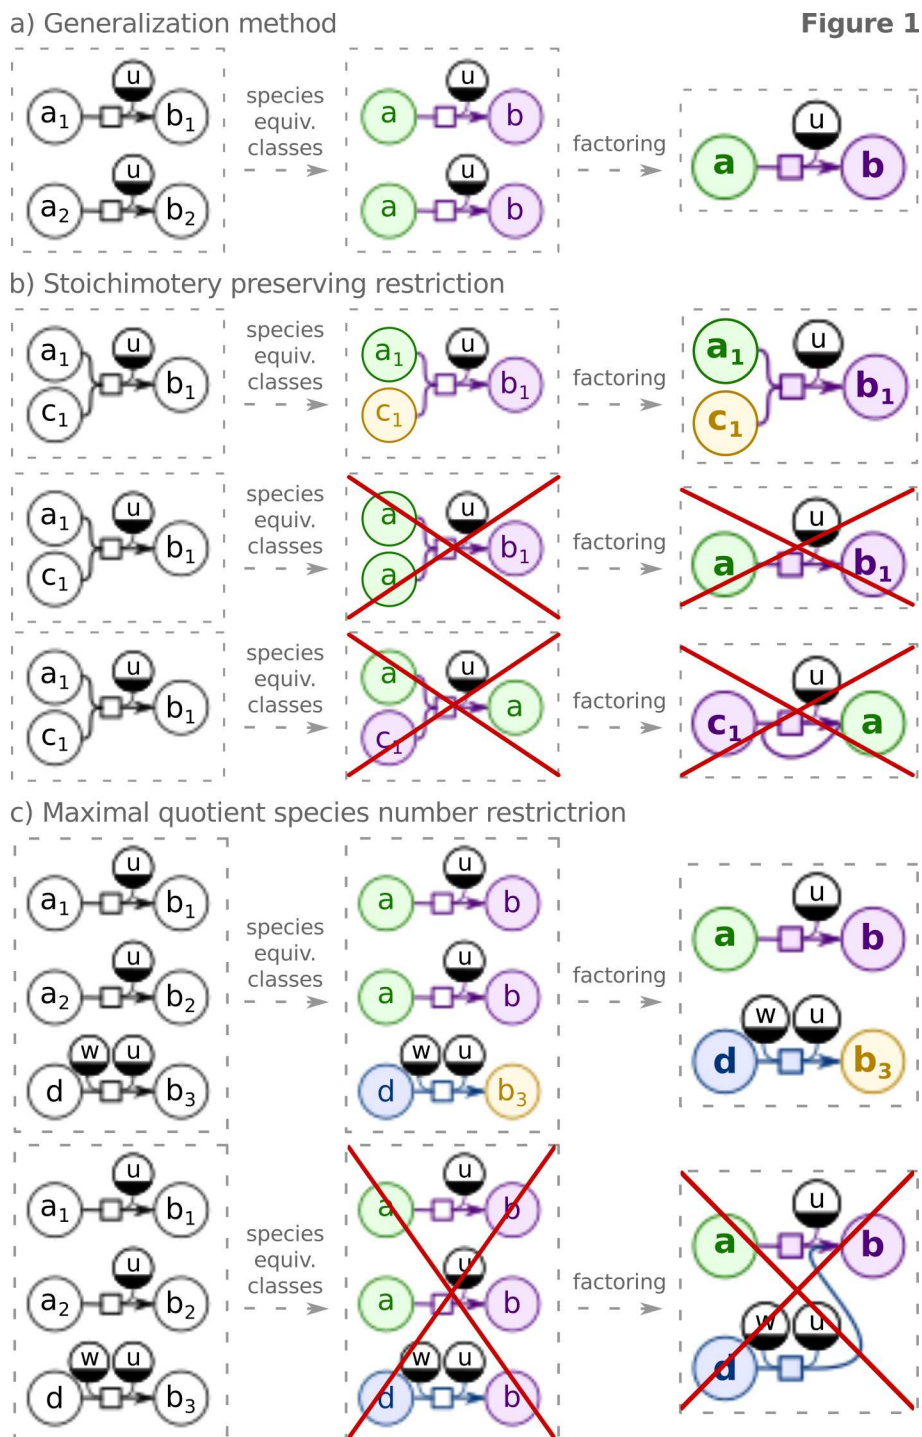 a) Generalization method Figure 1
a₁ u b₁ species equiv. classes a u b factoring a u b
a₂ u b₂ a u b
b) Stoichimotery preserving restriction
a₁ c₁ u b₁ species equiv. classes a₁ c₁ u b₁ factoring a₁ c₁ u b₁
a₁ c₁ u b₁ species equiv. classes a a u b₁ factoring a u b₁
a₁ c₁ u b₁ species equiv. classes a c₁ u a factoring c₁ u a
c) Maximal quotient species number restrictrion
a₁ u b₁ species equiv. classes a u b factoring a u b
a₂ u b₂ a u b
d w u b₃ d w u b₃ d w u b₃
a₁ u b₁ species equiv. classes a u b factoring a u b
a₂ u b₂ a u b
d w u b₃ d w u b d w u